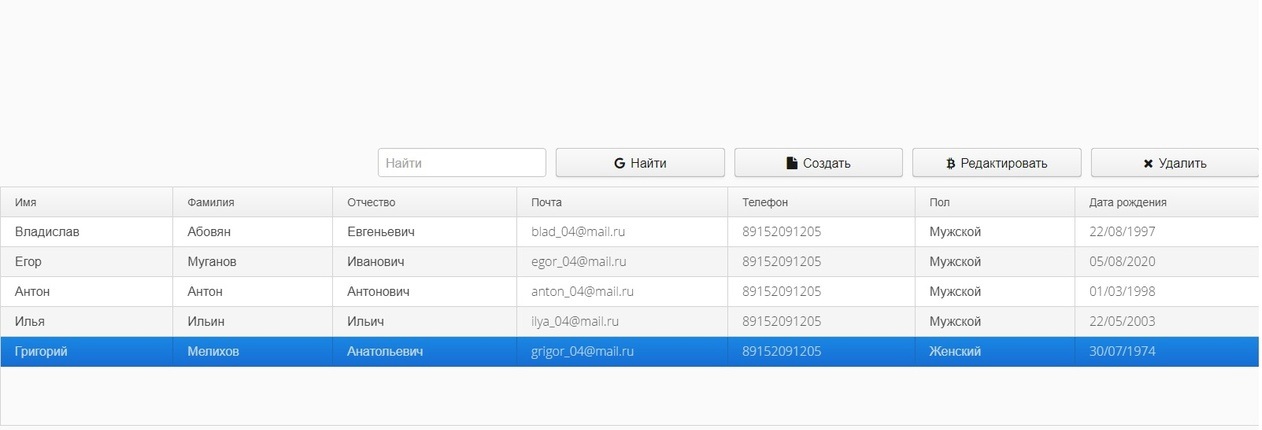 Найти Найти Создать Редактировать Удалить
Имя Фамилия Отчество Почта Телефон Пол Дата рождения
Владислав Абовян Евгеньевич blad_04@mail.ru 89152091205 Мужской 22/08/1997
Егор Муганов Иванович egor_04@mail.ru 89152091205 Мужской 05/08/2020
Антон Антон Антонович anton_04@mail.ru 89152091205 Мужской 01/03/1998
Илья Ильин Ильич ilya_04@mail.ru 89152091205 Мужской 22/05/2003
Григорий Мелихов Анатольевич grigor_04@mail.ru 89152091205 Женский 30/07/1974